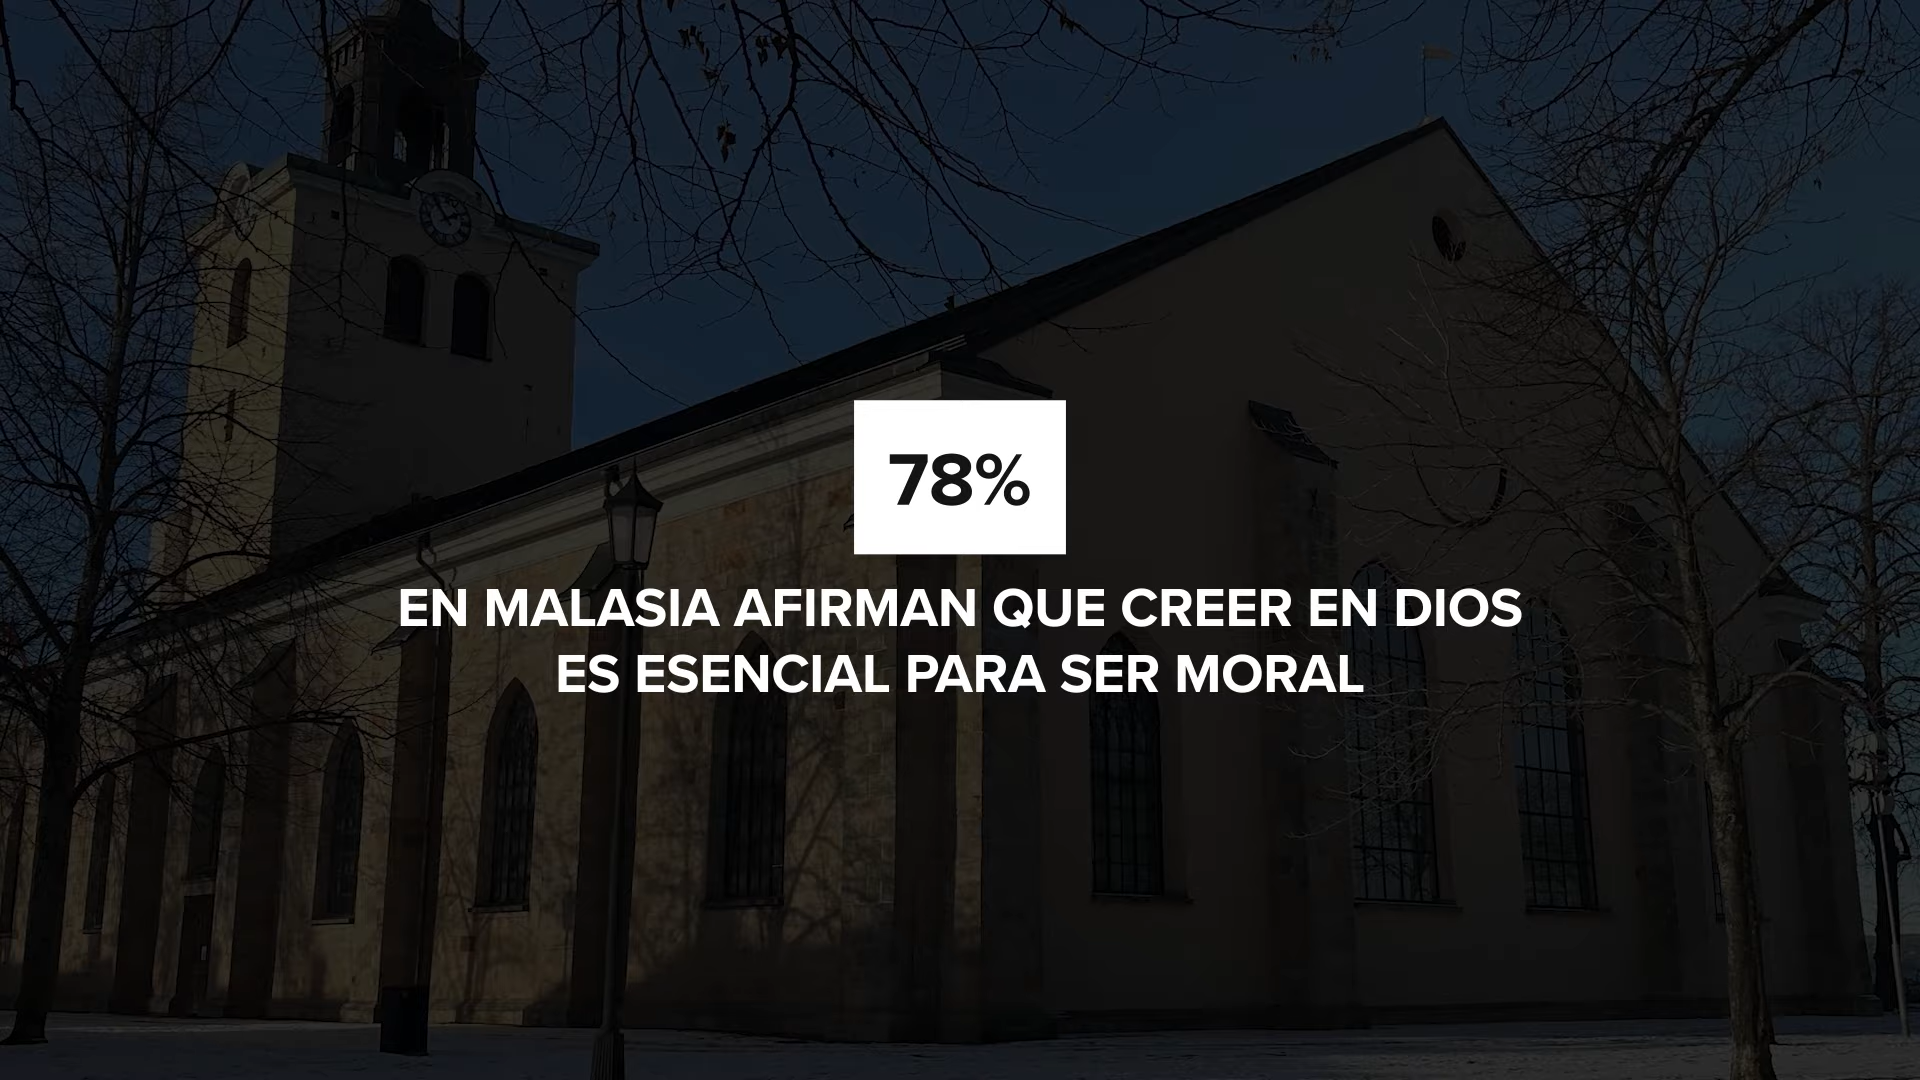 78%
EN MALASIA AFIRMAN QUE CREER EN DIOS
ES ESENCIAL PARA SER MORAL